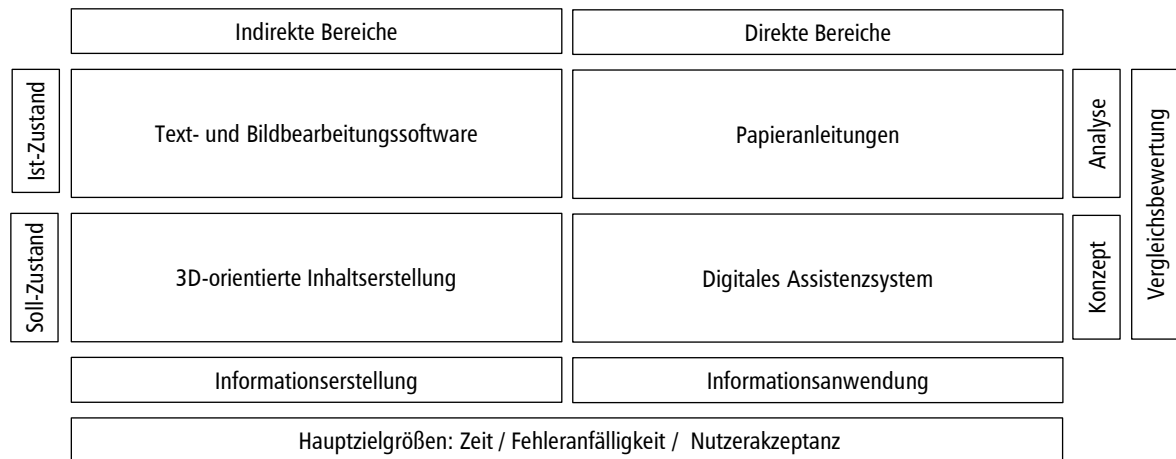 Indirekte Bereiche
Direkte Bereiche
Ist-Zustand
Text- und Bildbearbeitungssoftware
Papieranleitungen
Analyse
Vergleichsbewertung
Soll-Zustand
3D-orientierte Inhaltserstellung
Digitales Assistenzsystem
Konzept
Informationserstellung
Informationsanwendung
Hauptzielgrößen: Zeit / Fehleranfälligkeit / Nutzerakzeptanz